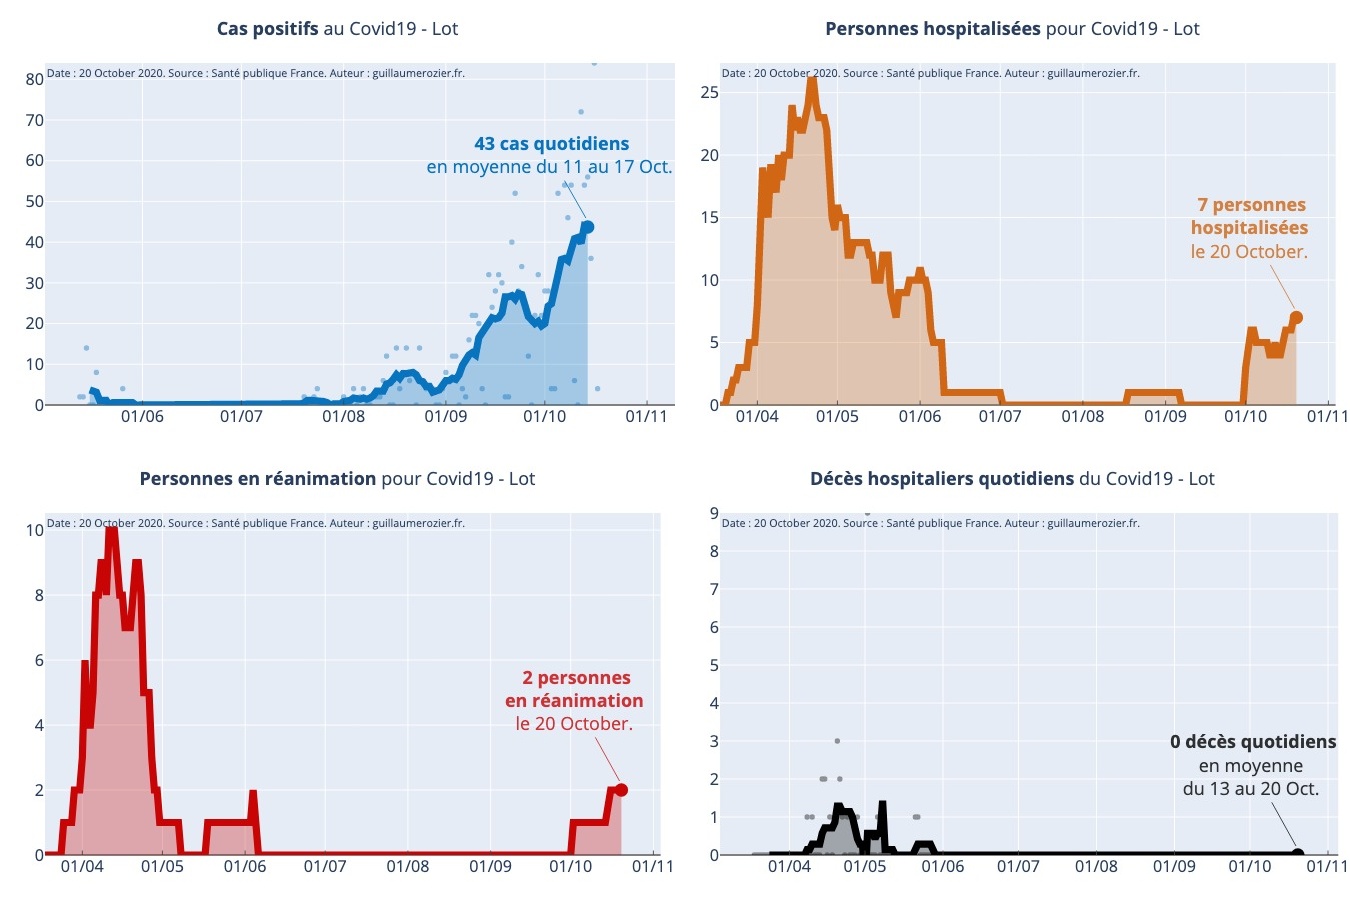 Cas positifs au Covid19 - Lot
Date : 20 October 2020. Source : Santé publique France. Auteur : guillaumerozier.fr.
80
70
60
50
40
30
20
10
0
43 cas quotidiens
en moyenne du 11 au 17 Oct.
01/06 01/07 01/08 01/09 01/10 01/11
Personnes hospitalisées pour Covid19 - Lot
Date : 20 October 2020. Source : Santé publique France. Auteur : guillaumerozier.fr.
25
20
15
10
5
0
7 personnes
hospitalisées
le 20 October.
01/04 01/05 01/06 01/07 01/08 01/09 01/10 01/11
Personnes en réanimation pour Covid19 - Lot
Date : 20 October 2020. Source : Santé publique France. Auteur : guillaumerozier.fr.
10
8
6
4
2
0
2 personnes
en réanimation
le 20 October.
01/04 01/05 01/06 01/07 01/08 01/09 01/10 01/11
Décès hospitaliers quotidiens du Covid19 - Lot
Date : 20 October 2020. Source : Santé publique France. Auteur : guillaumerozier.fr.
9
8
7
6
5
4
3
2
1
0
0 décès quotidiens
en moyenne
du 13 au 20 Oct.
01/04 01/05 01/06 01/07 01/08 01/09 01/10 01/11